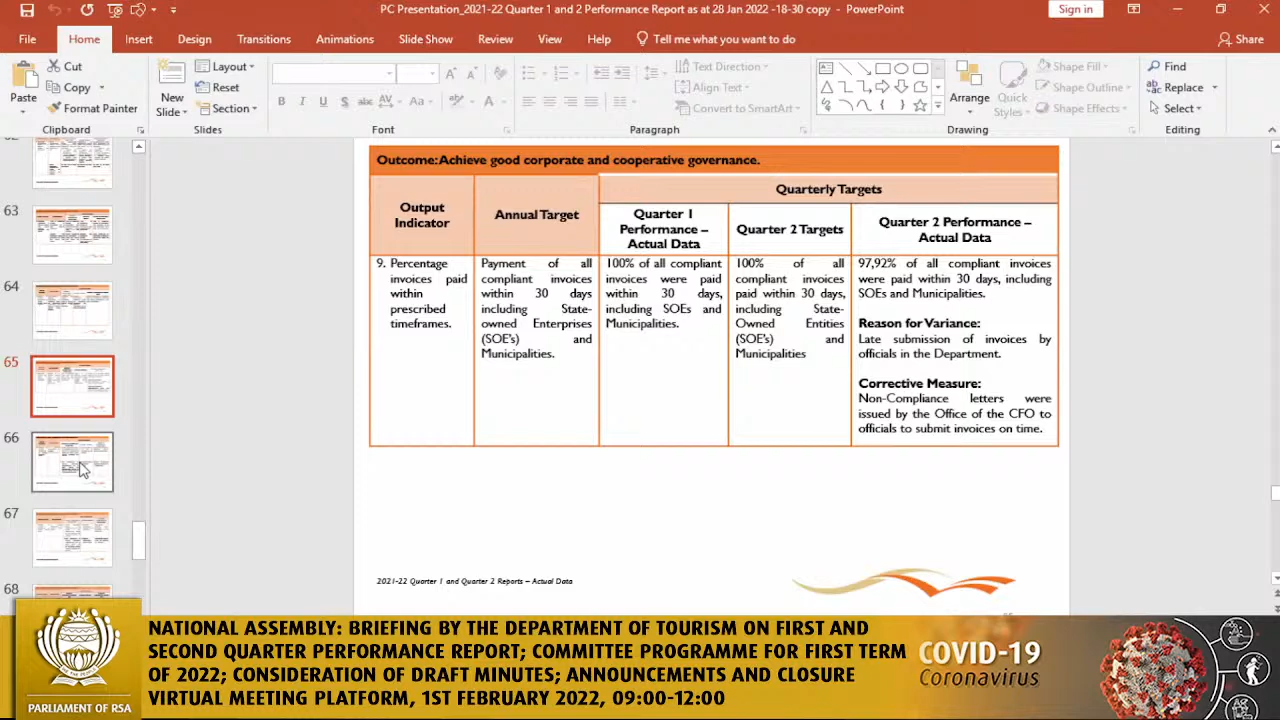 PC Presentation_2021-22 Quarter 1 and 2 Performance Report as at 28 Jan 2022 -18-30 copy - PowerPoint
Sign in
File Home Insert Design Transitions Animations Slide Show Review View Help Tell me what you want to do Share
Paste
Cut
Copy
Format Painter
Clipboard
New Slide
Layout
Reset
Section
Slides
Font
Text Direction
Align Text
Convert to SmartArt
Paragraph
Arrange
Quick Styles
Shape Fill
Shape Outline
Shape Effects
Drawing
Find
Replace
Select
Editing
63
64
65
66
67
68
Outcome: Achieve good corporate and cooperative governance.
Output Indicator
Annual Target
Quarterly Targets
Quarter 1 Performance – Actual Data
Quarter 2 Targets
Quarter 2 Performance – Actual Data
9. Percentage
invoices paid
within
prescribed
timeframes.
Payment of all
compliant invoices
within 30 days
including State-
owned Enterprises
(SOE's) and
Municipalities.
100% of all compliant
invoices were paid
within 30 days,
including SOEs and
Municipalities.
100% of all
compliant invoices
paid within 30 days,
including State-
Owned Entities
(SOE's) and
Municipalities
97,92% of all compliant invoices
were paid within 30 days, including
SOEs and Municipalities.
Reason for Variance:
Late submission of invoices by
officials in the Department.
Corrective Measure:
Non-Compliance letters were
issued by the Office of the CFO to
officials to submit invoices on time.
2021-22 Quarter 1 and Quarter 2 Reports – Actual Data
PARLIAMENT OF RSA
NATIONAL ASSEMBLY: BRIEFING BY THE DEPARTMENT OF TOURISM ON FIRST AND
SECOND QUARTER PERFORMANCE REPORT; COMMITTEE PROGRAMME FOR FIRST TERM
OF 2022; CONSIDERATION OF DRAFT MINUTES; ANNOUNCEMENTS AND CLOSURE
VIRTUAL MEETING PLATFORM, 1ST FEBRUARY 2022, 09:00-12:00
COVID-19
Coronavirus